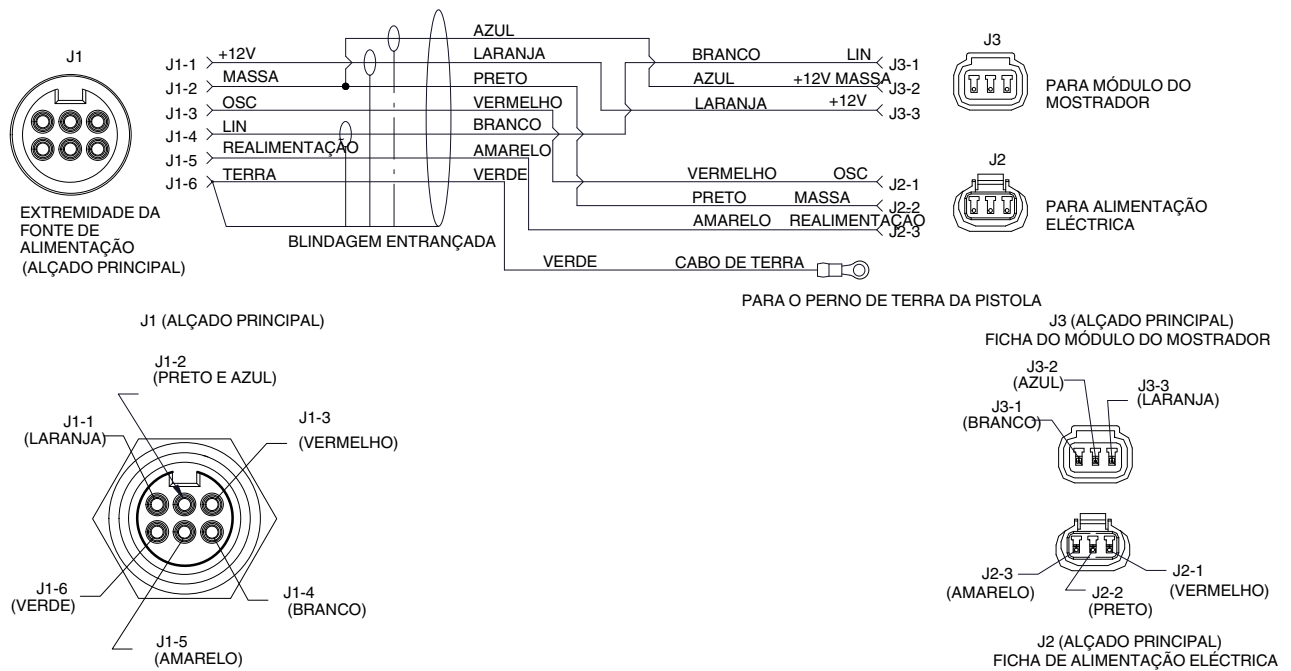 J1
J1-1
+12V
J1-2
MASSA
J1-3
OSC
J1-4
LIN
J1-5
REALIMENTAÇÃO
J1-6
TERRA
AZUL
LARANJA
PRETO
VERMELHO
BRANCO
AMARELO
VERDE
BRANCO
LIN
J3-1
AZUL
+12V MASSA
J3-2
LARANJA
+12V
J3-3
J3
PARA MÓDULO DO
MOSTRADOR
VERMELHO
OSC
J2-1
PRETO
MASSA
J2-2
AMARELO
REALIMENTAÇÃO
J2-3
J2
PARA ALIMENTAÇÃO
ELÉCTRICA
EXTREMIDADE DA
FONTE DE
ALIMENTAÇÃO
(ALÇADO PRINCIPAL)
BLINDAGEM ENTRANÇADA
VERDE
CABO DE TERRA
PARA O PERNO DE TERRA DA PISTOLA
J1 (ALÇADO PRINCIPAL)
J1-2
(PRETO E AZUL)
J1-1
(LARANJA)
J1-3
(VERMELHO)
J1-6
(VERDE)
J1-4
(BRANCO)
J1-5
(AMARELO)
J3 (ALÇADO PRINCIPAL)
FICHA DO MÓDULO DO MOSTRADOR
J3-2
(AZUL)
J3-3
(LARANJA)
J3-1
(BRANCO)
J2-3
(AMARELO)
J2-2
(PRETO)
J2-1
(VERMELHO)
J2 (ALÇADO PRINCIPAL)
FICHA DE ALIMENTAÇÃO ELÉCTRICA